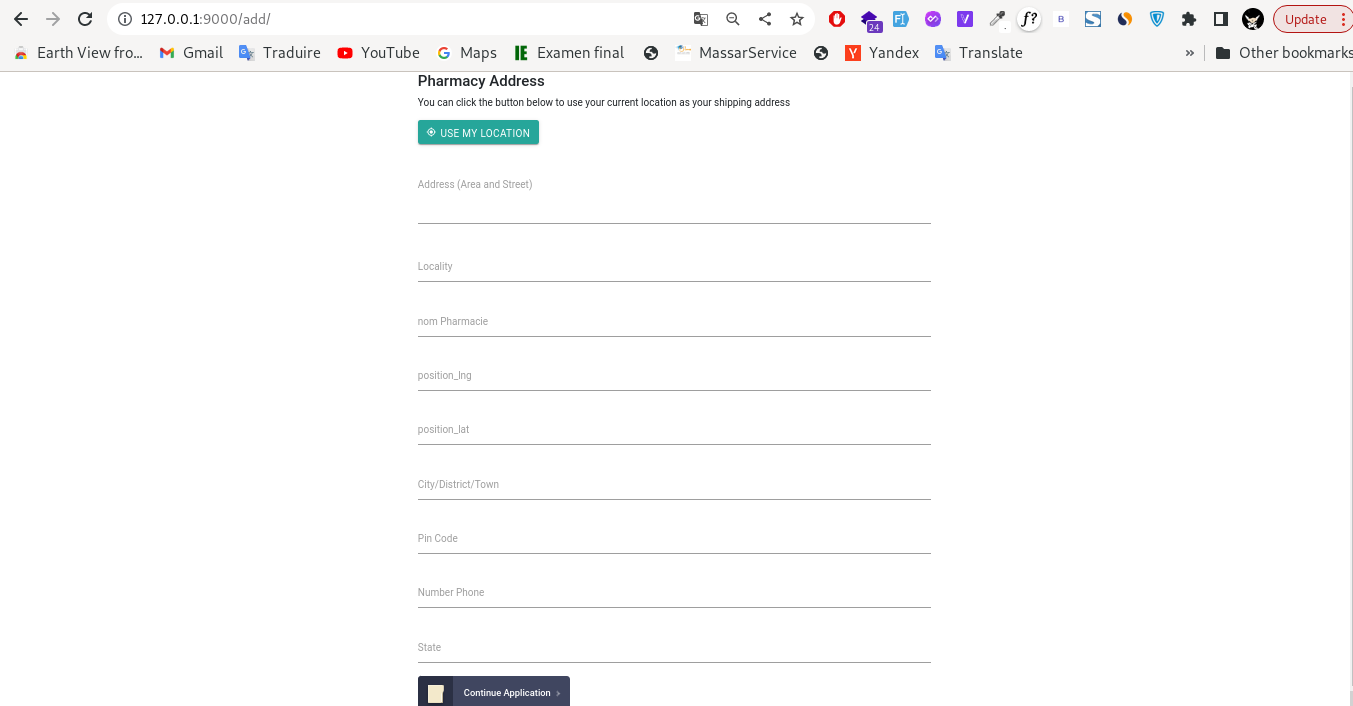 127.0.0.1:9000/add/
24
Update
Earth View fro... Gmail Traduire YouTube Maps Examen final MassarService Yandex Translate » Other bookmarks
Pharmacy Address
You can click the button below to use your current location as your shipping address
USE MY LOCATION
Address (Area and Street)
Locality
nom Pharmacie
position_lng
position_lat
City/District/Town
Pin Code
Number Phone
State
Continue Application »